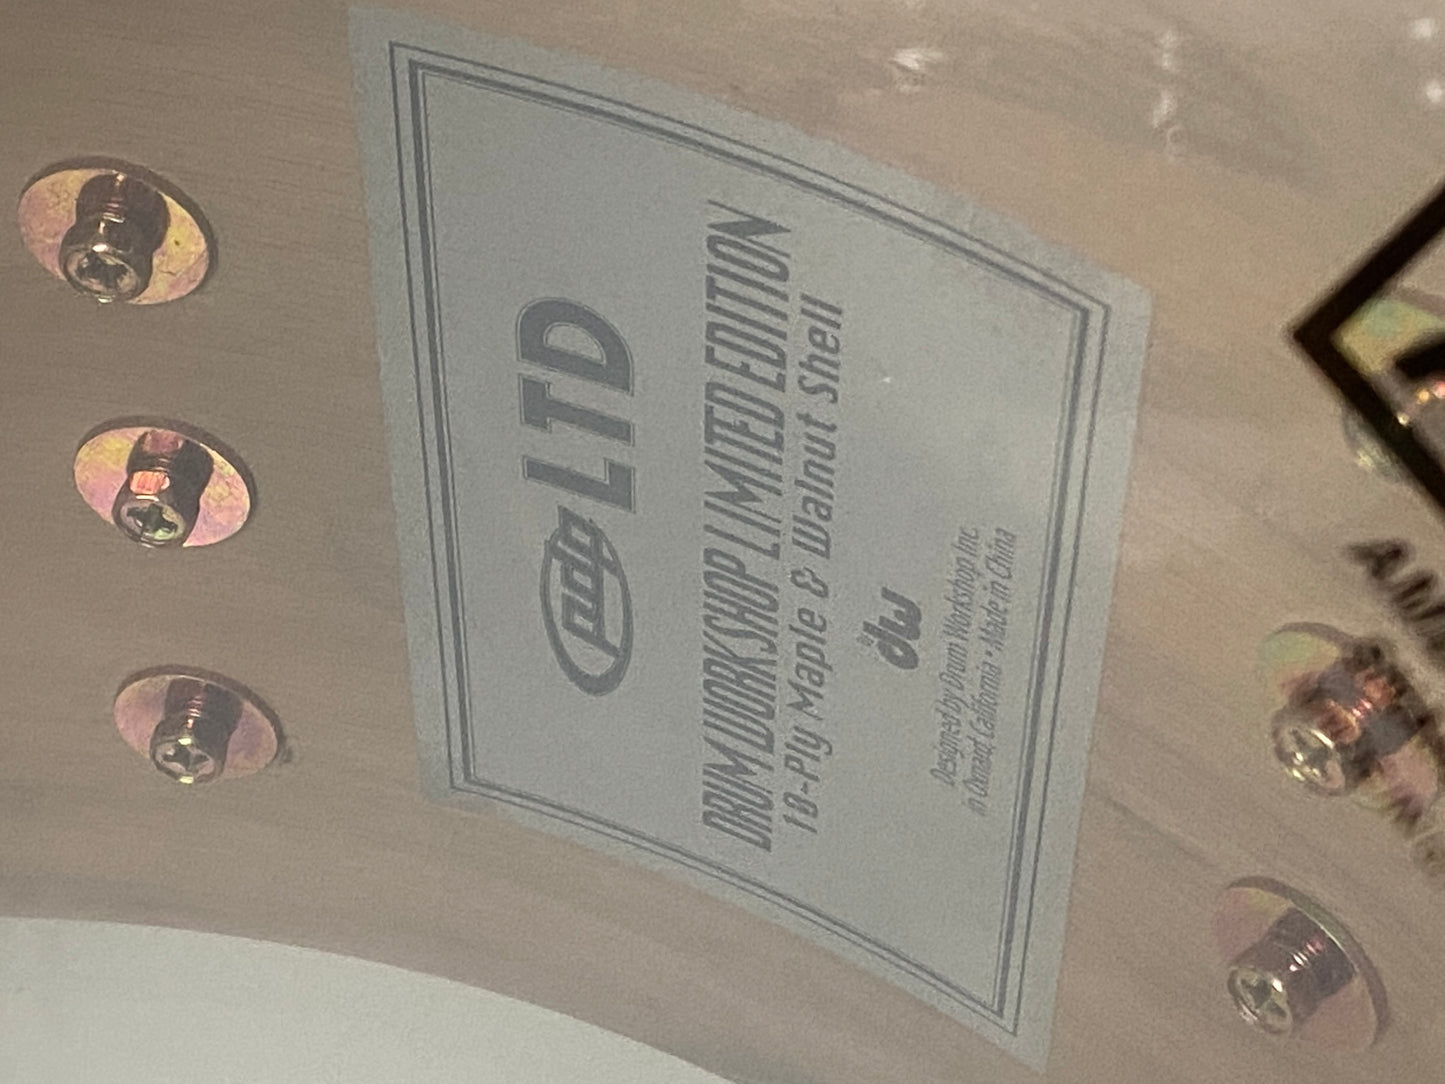 pdp LTD
DRUM WORKSHOP LIMITED EDITION
10-Ply Maple & Walnut Shell
dw
Designed by Drum Workshop Inc.
in Oxnard, California • Made in China